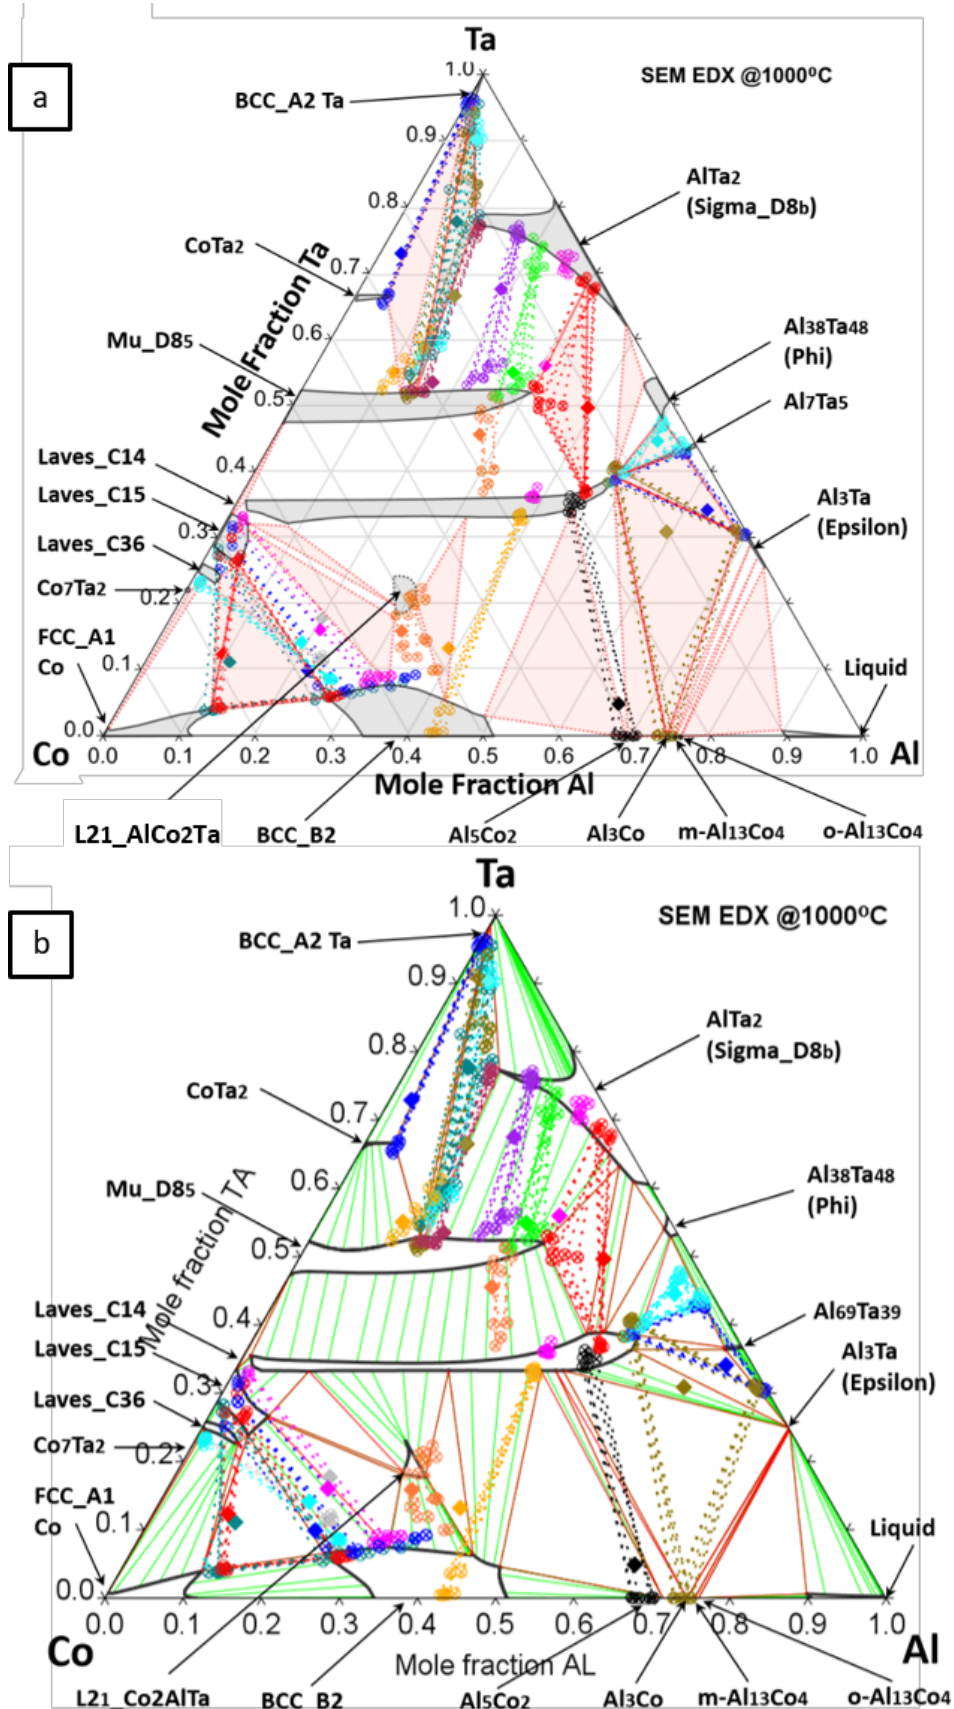 Ta
a
1.0
SEM EDX @1000⁰C
BCC_A2 Ta
0.9
AlTa2
(Sigma_D8b)
0.8
CoTa2
0.7
Mole Fraction Ta
0.6
Al38Ta48
(Phi)
Mu_D85
0.5
Al7Ta5
Laves_C14
0.4
Laves_C15
Al3Ta
(Epsilon)
0.3
Laves_C36
Co7Ta2
0.2
FCC_A1
Co
0.1
Liquid
0.0
Co
Al
0.0 0.1 0.2 0.3 0.4 0.5 0.6 0.7 0.8 0.9 1.0
Mole Fraction Al
L21_AlCo2Ta BCC_B2 Al5Co2 Al3Co m-Al13Co4 o-Al13Co4
Ta
b
1.0
SEM EDX @1000⁰C
BCC_A2 Ta
0.9
AlTa2
(Sigma_D8b)
0.8
CoTa2
0.7
Mole fraction TA
0.6
Al38Ta48
(Phi)
Mu_D85
0.5
Laves_C14
0.4
Al69Ta39
Laves_C15
Al3Ta
(Epsilon)
0.3
Laves_C36
Co7Ta2
0.2
FCC_A1
Co
0.1
Liquid
0.0
0.0 0.1 0.2 0.3 0.4 0.5 0.6 0.7 0.8 0.9 1.0
Co
Al
Mole fraction AL
L21_Co2AlTa BCC_B2 Al5Co2 Al3Co m-Al13Co4 o-Al13Co4